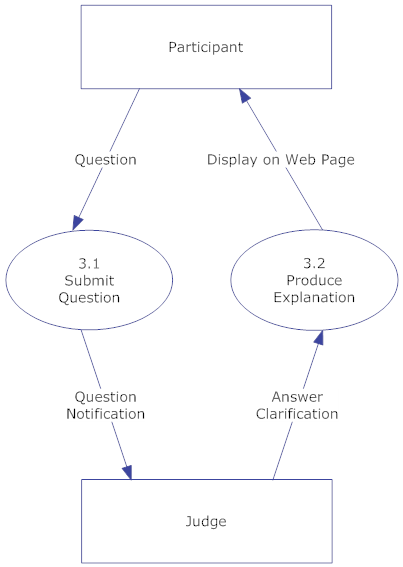 Participant
Question
Display on Web Page
3.1
Submit
Question
3.2
Produce
Explanation
Question
Notification
Answer
Clarification
Judge